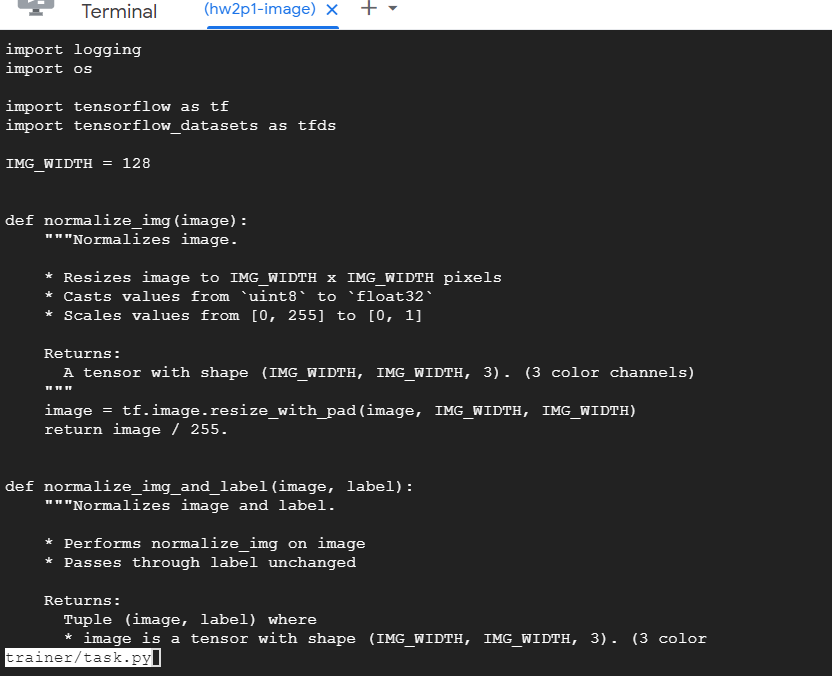 Terminal
(hw2p1-image) × + ▾
import logging
import os

import tensorflow as tf
import tensorflow_datasets as tfds

IMG_WIDTH = 128


def normalize_img(image):
    """Normalizes image.

    * Resizes image to IMG_WIDTH x IMG_WIDTH pixels
    * Casts values from `uint8` to `float32`
    * Scales values from [0, 255] to [0, 1]

    Returns:
      A tensor with shape (IMG_WIDTH, IMG_WIDTH, 3). (3 color channels)
    """
    image = tf.image.resize_with_pad(image, IMG_WIDTH, IMG_WIDTH)
    return image / 255.


def normalize_img_and_label(image, label):
    """Normalizes image and label.

    * Performs normalize_img on image
    * Passes through label unchanged

    Returns:
      Tuple (image, label) where
      * image is a tensor with shape (IMG_WIDTH, IMG_WIDTH, 3). (3 color
trainer/task.py